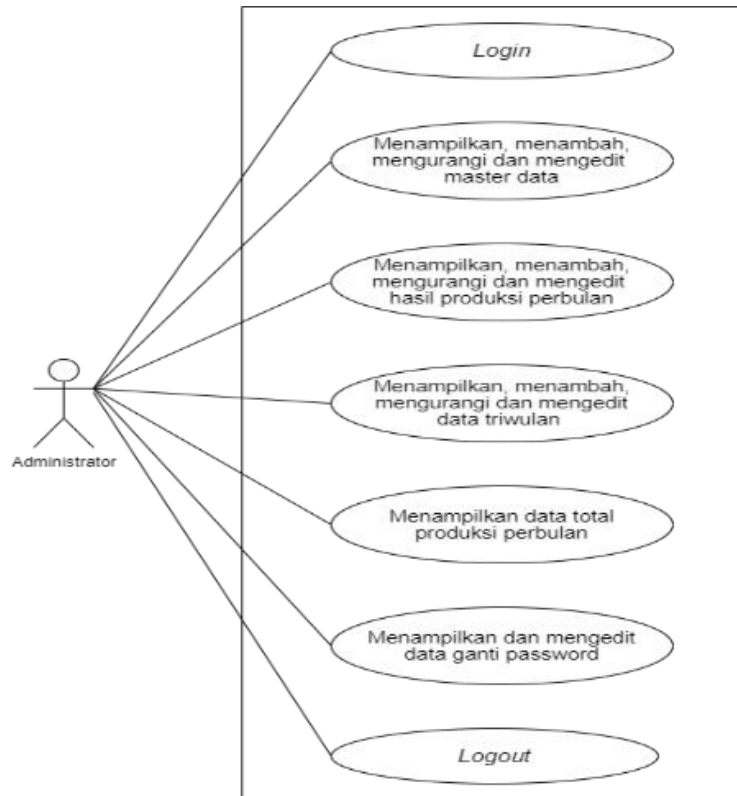 Login
Menampilkan, menambah,
mengurangi dan mengedit
master data
Menampilkan, menambah,
mengurangi dan mengedit
hasil produksi perbulan
Menampilkan, menambah,
mengurangi dan mengedit
data triwulan
Administrator
Menampilkan data total
produksi perbulan
Menampilkan dan mengedit
data ganti password
Logout